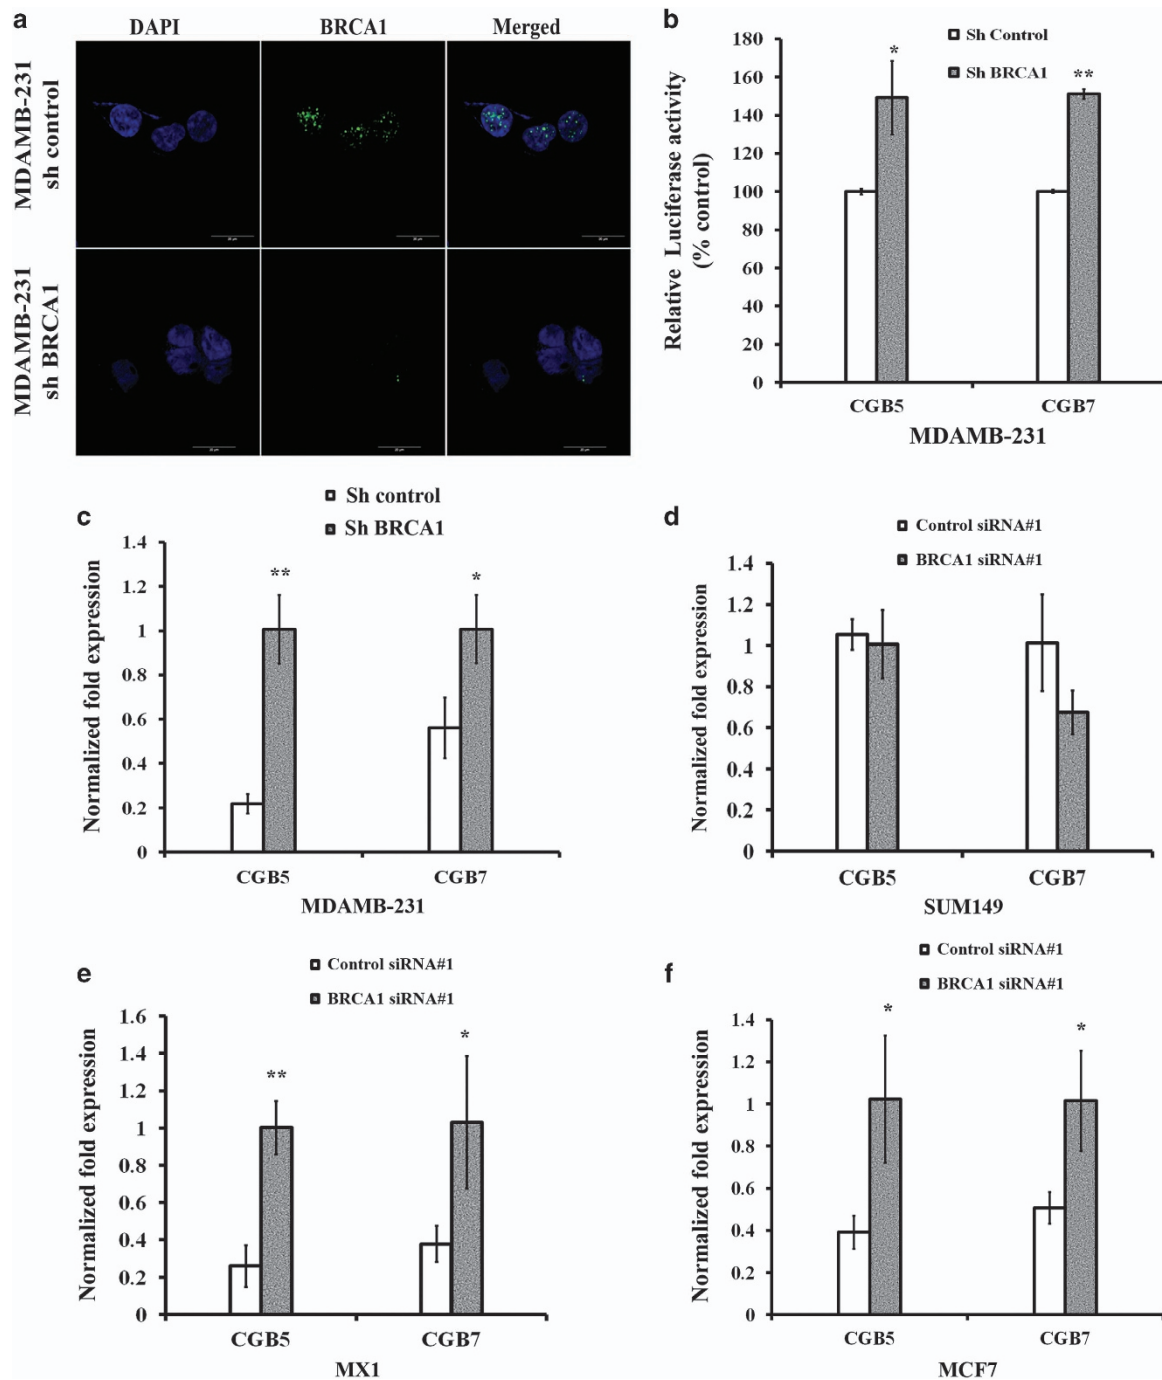 a
DAPI BRCA1 Merged
MDAMB-231
sh control
MDAMB-231
sh BRCA1
b
Sh Control
Sh BRCA1
Relative Luciferase activity
(% control)
180
160
140
120
100
80
60
40
20
0
* **
CGB5 CGB7
MDAMB-231
c
Sh control
Sh BRCA1
Normalized fold expression
1.4
1.2
1
0.8
0.6
0.4
0.2
0
** *
CGB5 CGB7
MDAMB-231
d
Control siRNA#1
BRCA1 siRNA#1
Normalized fold expression
1.4
1.2
1
0.8
0.6
0.4
0.2
0
CGB5 CGB7
SUM149
e
Control siRNA#1
BRCA1 siRNA#1
Normalized fold expression
1.6
1.4
1.2
1
0.8
0.6
0.4
0.2
0
** *
CGB5 CGB7
MX1
f
Control siRNA#1
BRCA1 siRNA#1
Normalized fold expression
1.4
1.2
1
0.8
0.6
0.4
0.2
0
* *
CGB5 CGB7
MCF7